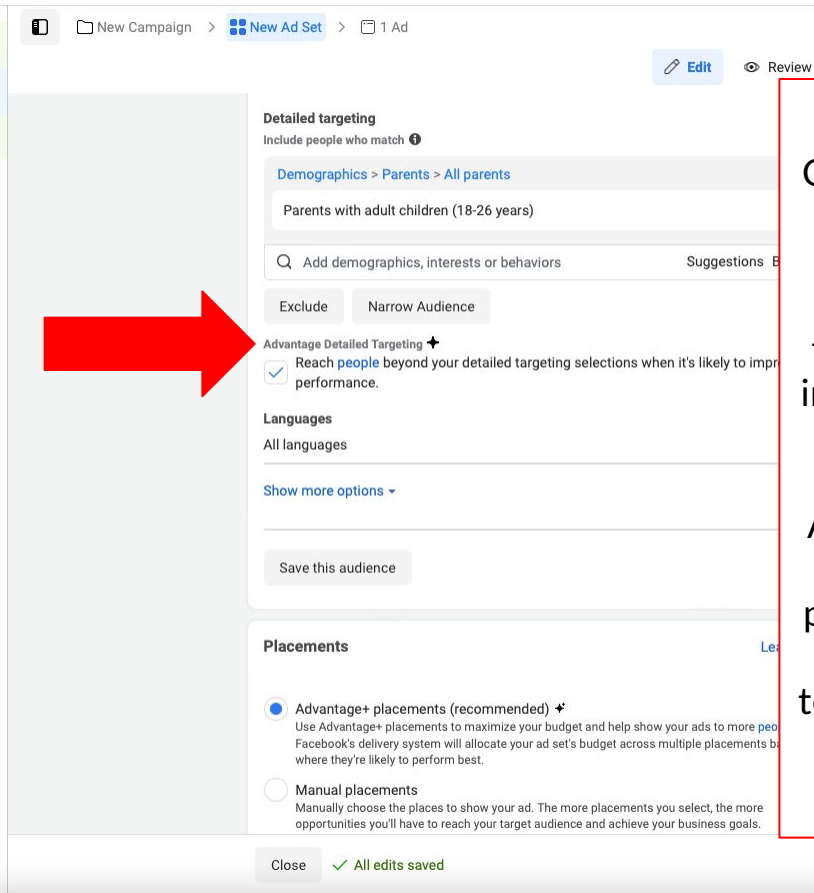 New Campaign > New Ad Set > 1 Ad
Edit Review
Detailed targeting
Include people who match
Demographics > Parents > All parents
Parents with adult children (18-26 years)
Add demographics, interests or behaviors Suggestions
Exclude Narrow Audience
Advantage Detailed Targeting
Reach people beyond your detailed targeting selections when it's likely to
performance.
Languages
All languages
Show more options
Save this audience
Placements
Advantage+ placements (recommended)
Use Advantage+ placements to maximize your budget and help show your ads to more
Facebook's delivery system will allocate your ad set's budget across multiple placements
where they're likely to perform best.
Manual placements
Manually choose the places to show your ad. The more placements you select, the more
opportunities you'll have to reach your target audience and achieve your business goals.
Close All edits saved